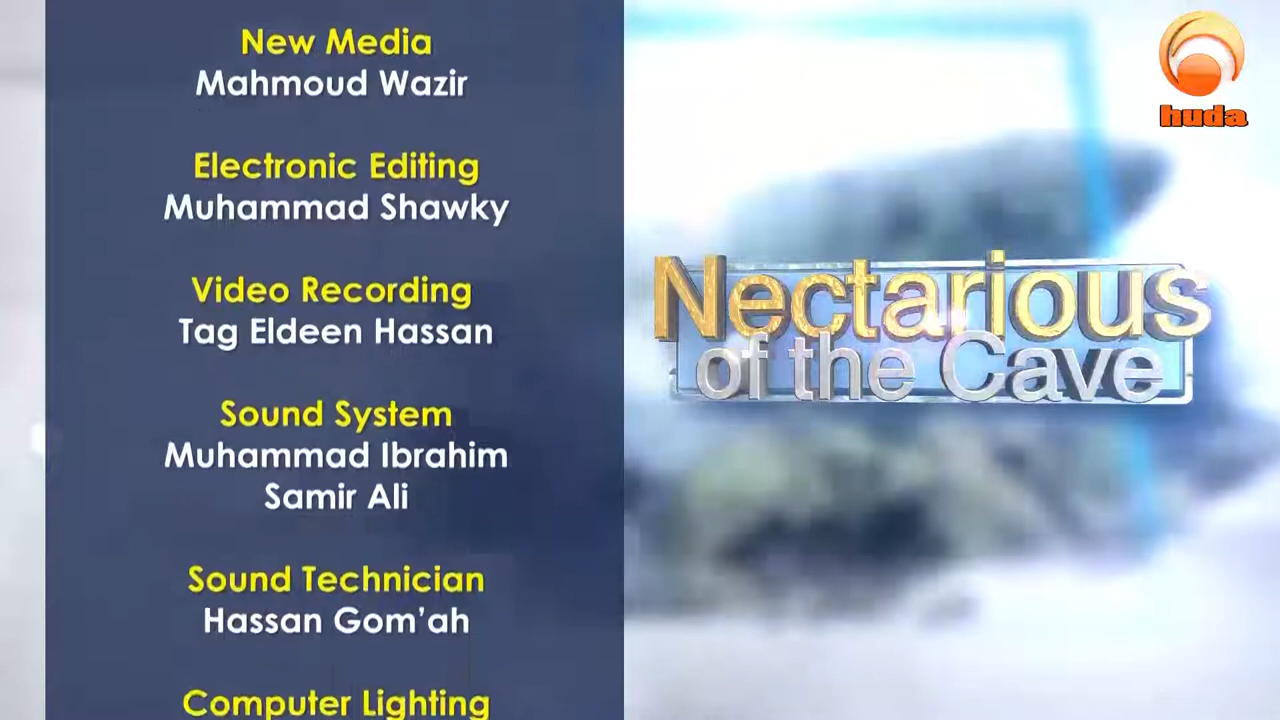 New Media
Mahmoud Wazir
Electronic Editing
Muhammad Shawky
Video Recording
Tag Eldeen Hassan
Sound System
Muhammad Ibrahim
Samir Ali
Sound Technician
Hassan Gom’ah
Computer Lighting
huda
Nectarious
of the Cave